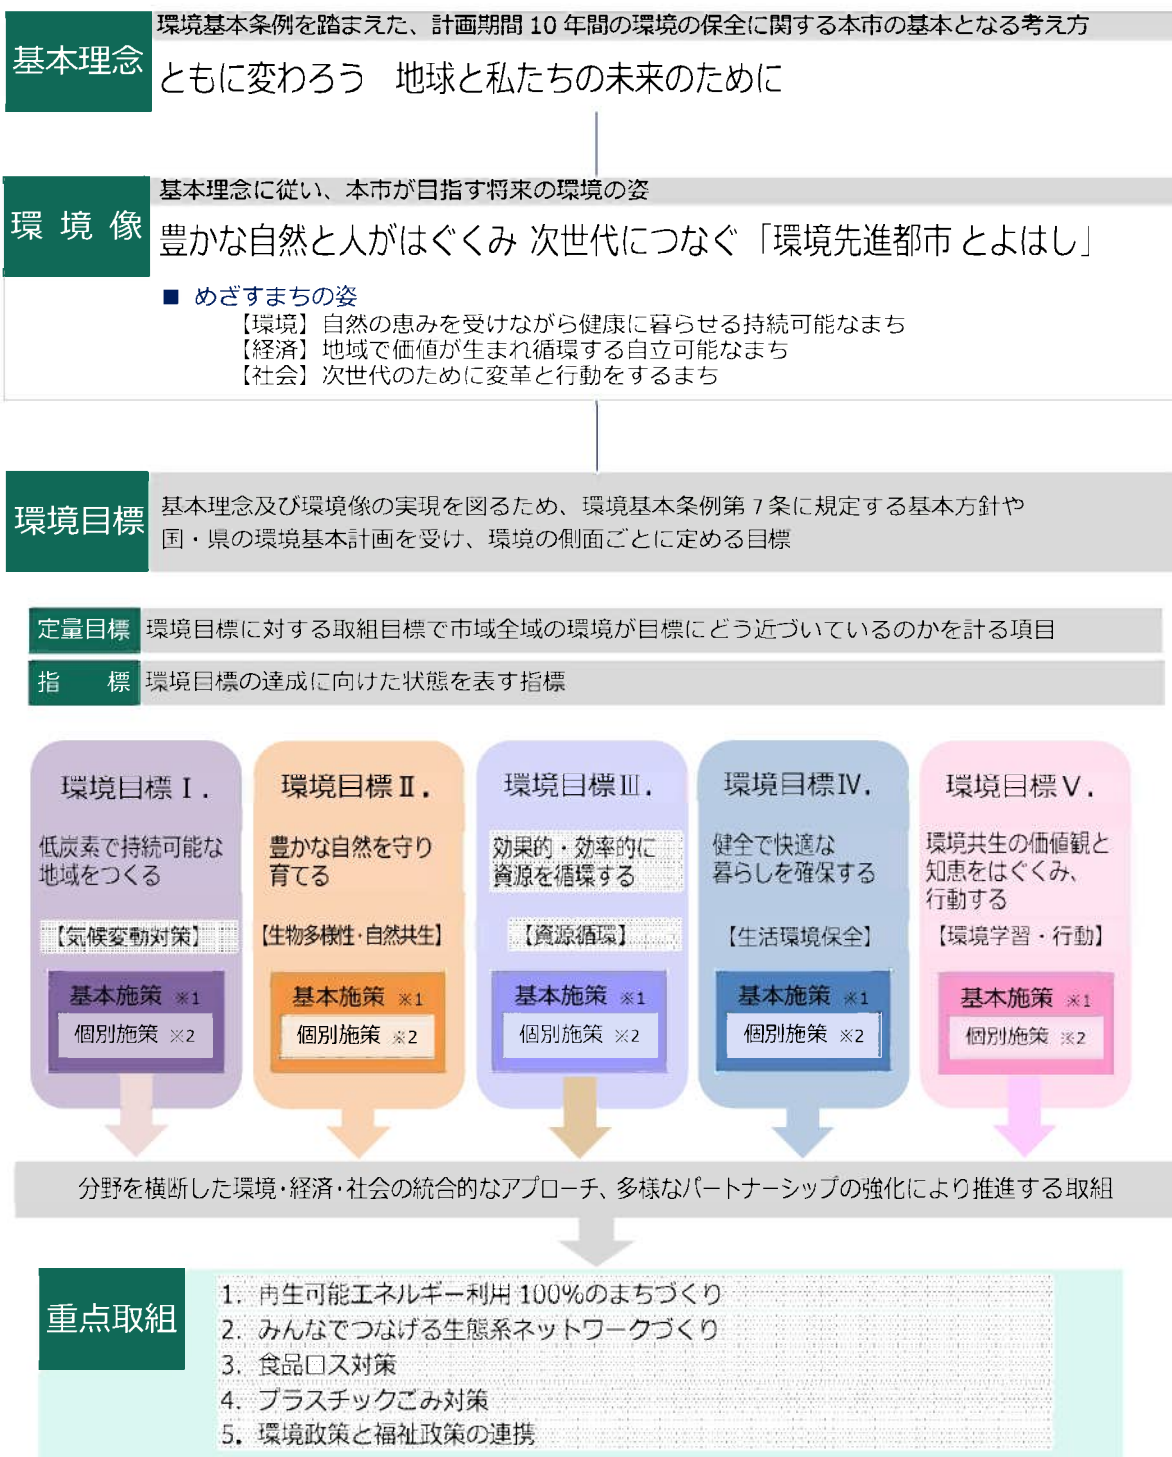 基本理念
環境基本条例を踏まえた、計画期間 10 年間の環境の保全に関する本市の基本となる考え方
ともに変わろう　地球と私たちの未来のために
環 境 像
基本理念に従い、本市が目指す将来の環境の姿
豊かな自然と人がはぐくみ 次世代につなぐ「環境先進都市 とよはし」
■ めざすまちの姿
【環境】自然の恵みを受けながら健康に暮らせる持続可能なまち
【経済】地域で価値が生まれ循環する自立可能なまち
【社会】次世代のために変革と行動をするまち
環境目標
基本理念及び環境像の実現を図るため、環境基本条例第 7 条に規定する基本方針や
国・県の環境基本計画を受け、環境の側面ごとに定める目標
定量目標 環境目標に対する取組目標で市域全域の環境が目標にどう近づいているのかを計る項目
指　標 環境目標の達成に向けた状態を表す指標
環境目標Ⅰ.
低炭素で持続可能な
地域をつくる
【気候変動対策】
基本施策 ※1
個別施策 ※2
環境目標Ⅱ.
豊かな自然を守り
育てる
【生物多様性・自然共生】
基本施策 ※1
個別施策 ※2
環境目標Ⅲ.
効果的・効率的に
資源を循環する
【資源循環】
基本施策 ※1
個別施策 ※2
環境目標Ⅳ.
健全で快適な
暮らしを確保する
【生活環境保全】
基本施策 ※1
個別施策 ※2
環境目標Ⅴ.
環境共生の価値観と
知恵をはぐくみ、
行動する
【環境学習・行動】
基本施策 ※1
個別施策 ※2
分野を横断した環境・経済・社会の統合的なアプローチ、多様なパートナーシップの強化により推進する取組
重点取組
1. 再生可能エネルギー利用 100%のまちづくり
2. みんなでつなげる生態系ネットワークづくり
3. 食品ロス対策
4. プラスチックごみ対策
5. 環境政策と福祉政策の連携